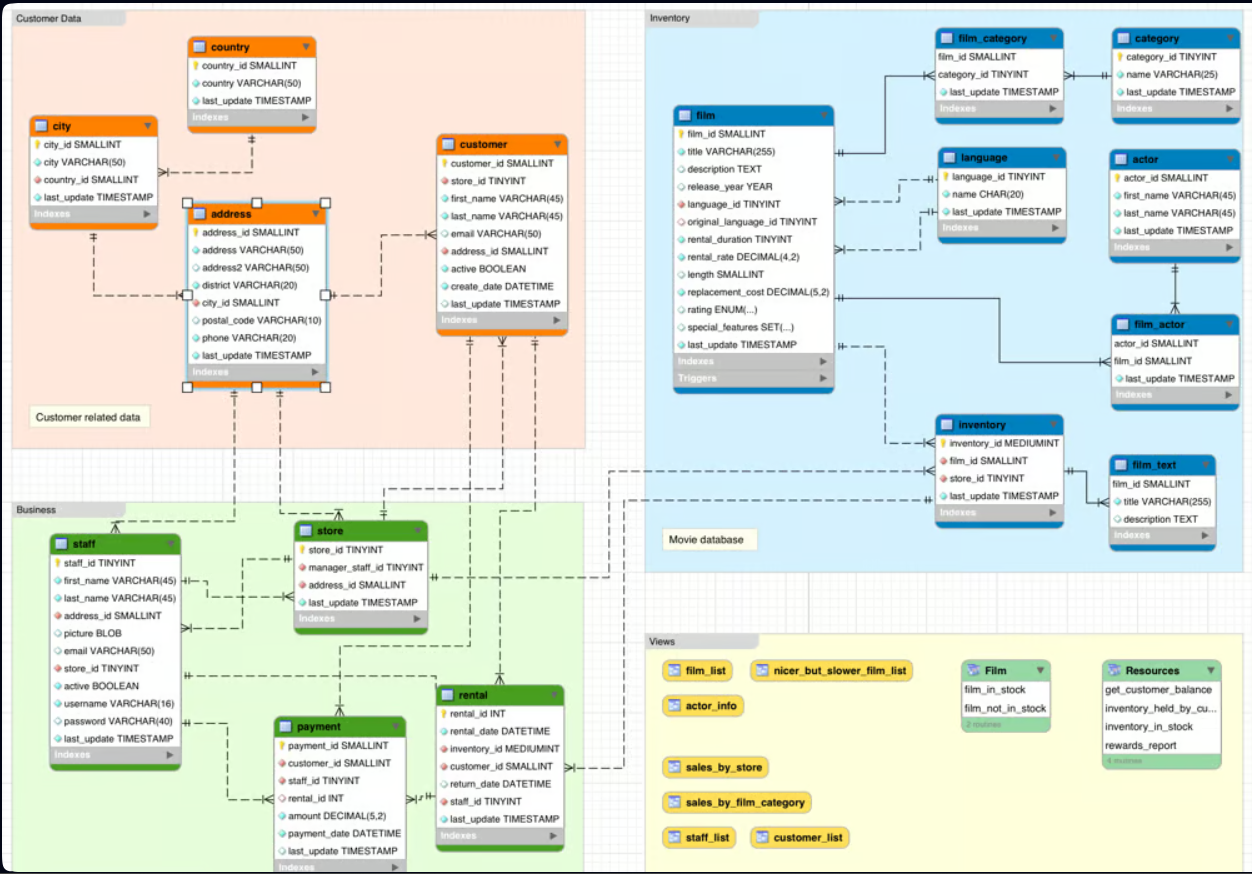 Customer Data
country
country_id SMALLINT
country VARCHAR(50)
last_update TIMESTAMP
Indexes
city
city_id SMALLINT
city VARCHAR(50)
country_id SMALLINT
last_update TIMESTAMP
Indexes
customer
customer_id SMALLINT
store_id TINYINT
first_name VARCHAR(45)
last_name VARCHAR(45)
email VARCHAR(50)
address_id SMALLINT
active BOOLEAN
create_date DATETIME
last_update TIMESTAMP
Indexes
address
address_id SMALLINT
address VARCHAR(50)
address2 VARCHAR(50)
district VARCHAR(20)
city_id SMALLINT
postal_code VARCHAR(10)
phone VARCHAR(20)
last_update TIMESTAMP
Indexes
Customer related data
Inventory
film_category
film_id SMALLINT
category_id TINYINT
last_update TIMESTAMP
Indexes
category
category_id TINYINT
name VARCHAR(25)
last_update TIMESTAMP
Indexes
film
film_id SMALLINT
title VARCHAR(255)
description TEXT
release_year YEAR
language_id TINYINT
original_language_id TINYINT
rental_duration TINYINT
rental_rate DECIMAL(4,2)
length SMALLINT
replacement_cost DECIMAL(5,2)
rating ENUM(...)
special_features SET(...)
last_update TIMESTAMP
Indexes
Triggers
language
language_id TINYINT
name CHAR(20)
last_update TIMESTAMP
Indexes
actor
actor_id SMALLINT
first_name VARCHAR(45)
last_name VARCHAR(45)
last_update TIMESTAMP
Indexes
film_actor
actor_id SMALLINT
film_id SMALLINT
last_update TIMESTAMP
Indexes
inventory
inventory_id MEDIUMINT
film_id SMALLINT
store_id TINYINT
last_update TIMESTAMP
Indexes
film_text
film_id SMALLINT
title VARCHAR(255)
description TEXT
Indexes
Movie database
Business
staff
staff_id TINYINT
first_name VARCHAR(45)
last_name VARCHAR(45)
address_id SMALLINT
picture BLOB
email VARCHAR(50)
store_id TINYINT
active BOOLEAN
username VARCHAR(16)
password VARCHAR(40)
last_update TIMESTAMP
Indexes
store
store_id TINYINT
manager_staff_id TINYINT
address_id SMALLINT
last_update TIMESTAMP
Indexes
payment
payment_id SMALLINT
customer_id SMALLINT
staff_id TINYINT
rental_id INT
amount DECIMAL(5,2)
payment_date DATETIME
last_update TIMESTAMP
Indexes
rental
rental_id INT
rental_date DATETIME
inventory_id MEDIUMINT
customer_id SMALLINT
return_date DATETIME
staff_id TINYINT
last_update TIMESTAMP
Indexes
Views
film_list
nicer_but_slower_film_list
actor_info
sales_by_store
sales_by_film_category
staff_list
customer_list
Film
film_in_stock
film_not_in_stock
2 routines
Resources
get_customer_balance
inventory_held_by_cu...
inventory_in_stock
rewards_report
4 routines